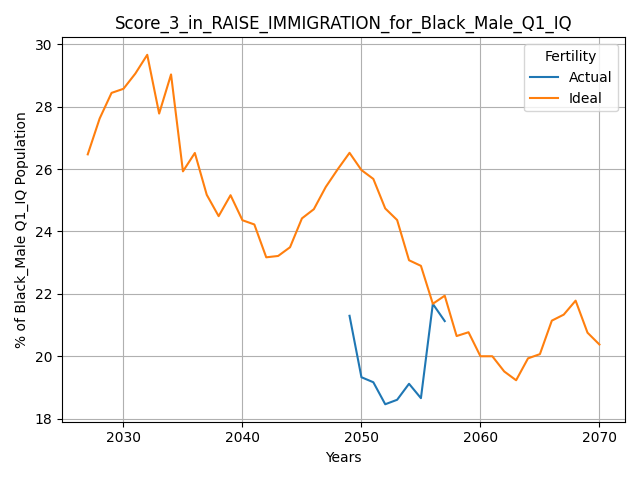 Score_3_in_RAISE_IMMIGRATION_for_Black_Male_Q1_IQ
Fertility
Actual
Ideal
% of Black_Male Q1_IQ Population
30
28
26
24
22
20
18
2030 2040 2050 2060 2070
Years